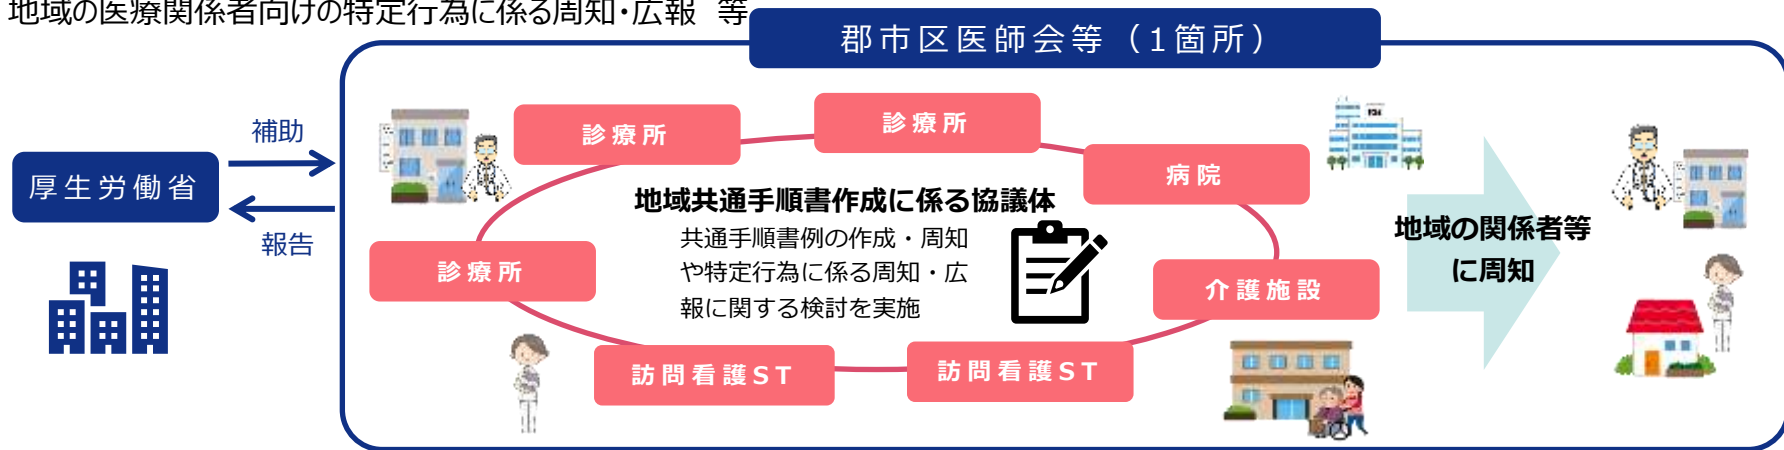 地域の医療関係者向けの特定行為に係る周知・広報 等
郡市区医師会等（1箇所）
厚生労働省
補助
報告
診療所
診療所
病院
診療所
介護施設
訪問看護ST
訪問看護ST
地域共通手順書作成に係る協議体
共通手順書例の作成・周知
や特定行為に係る周知・広
報に関する検討を実施
地域の関係者等
に周知